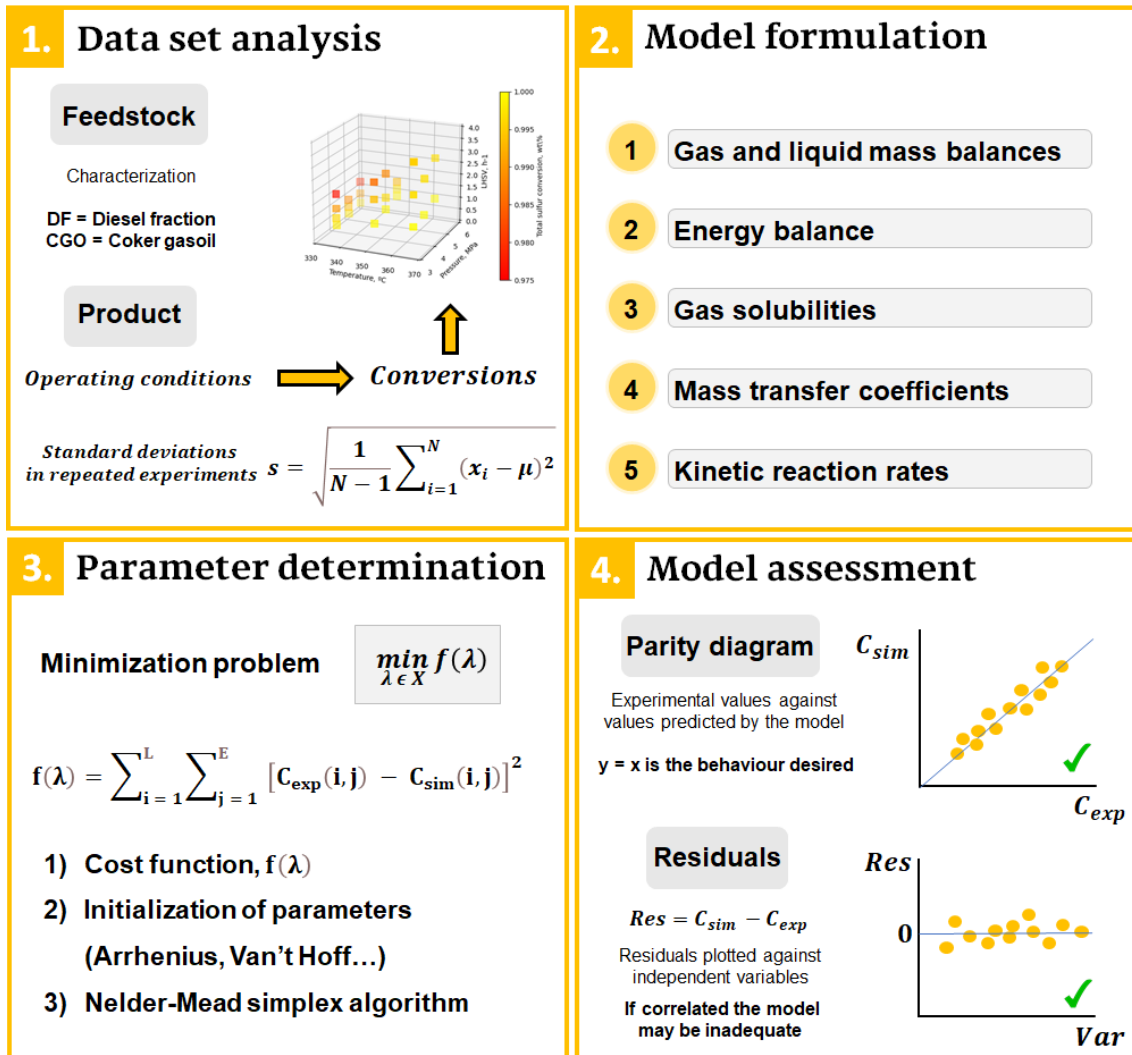 1. Data set analysis
Feedstock
Characterization
DF = Diesel fraction
CGO = Coker gasoil
Product
Operating conditions
Conversions
Standard deviations
in repeated experiments
s = √(1/(N − 1) ∑_{i=1}^{N} (x_i − μ)²)
1.000
0.995
0.990
0.985
0.980
0.975
Total sulfur conversion, wt%
4.0
3.5
3.0
2.5
2.0
1.5
1.0
0.5
0.0
LHSV, h-1
330
340
350
360
370
Temperature, ºC
3
4
5
6
Pressure, MPa
2. Model formulation
1 Gas and liquid mass balances
2 Energy balance
3 Gas solubilities
4 Mass transfer coefficients
5 Kinetic reaction rates
3. Parameter determination
Minimization problem
min f(λ)
λ ϵ X
f(λ) = ∑_{i = 1}^{L} ∑_{j = 1}^{E} [C_exp(i,j) − C_sim(i,j)]²
1) Cost function, f(λ)
2) Initialization of parameters
(Arrhenius, Van't Hoff...)
3) Nelder-Mead simplex algorithm
4. Model assessment
Parity diagram
Experimental values against
values predicted by the model
y = x is the behaviour desired
C_sim
C_exp
Residuals
Res = C_sim − C_exp
Residuals plotted against
independent variables
If correlated the model
may be inadequate
Res
0
Var